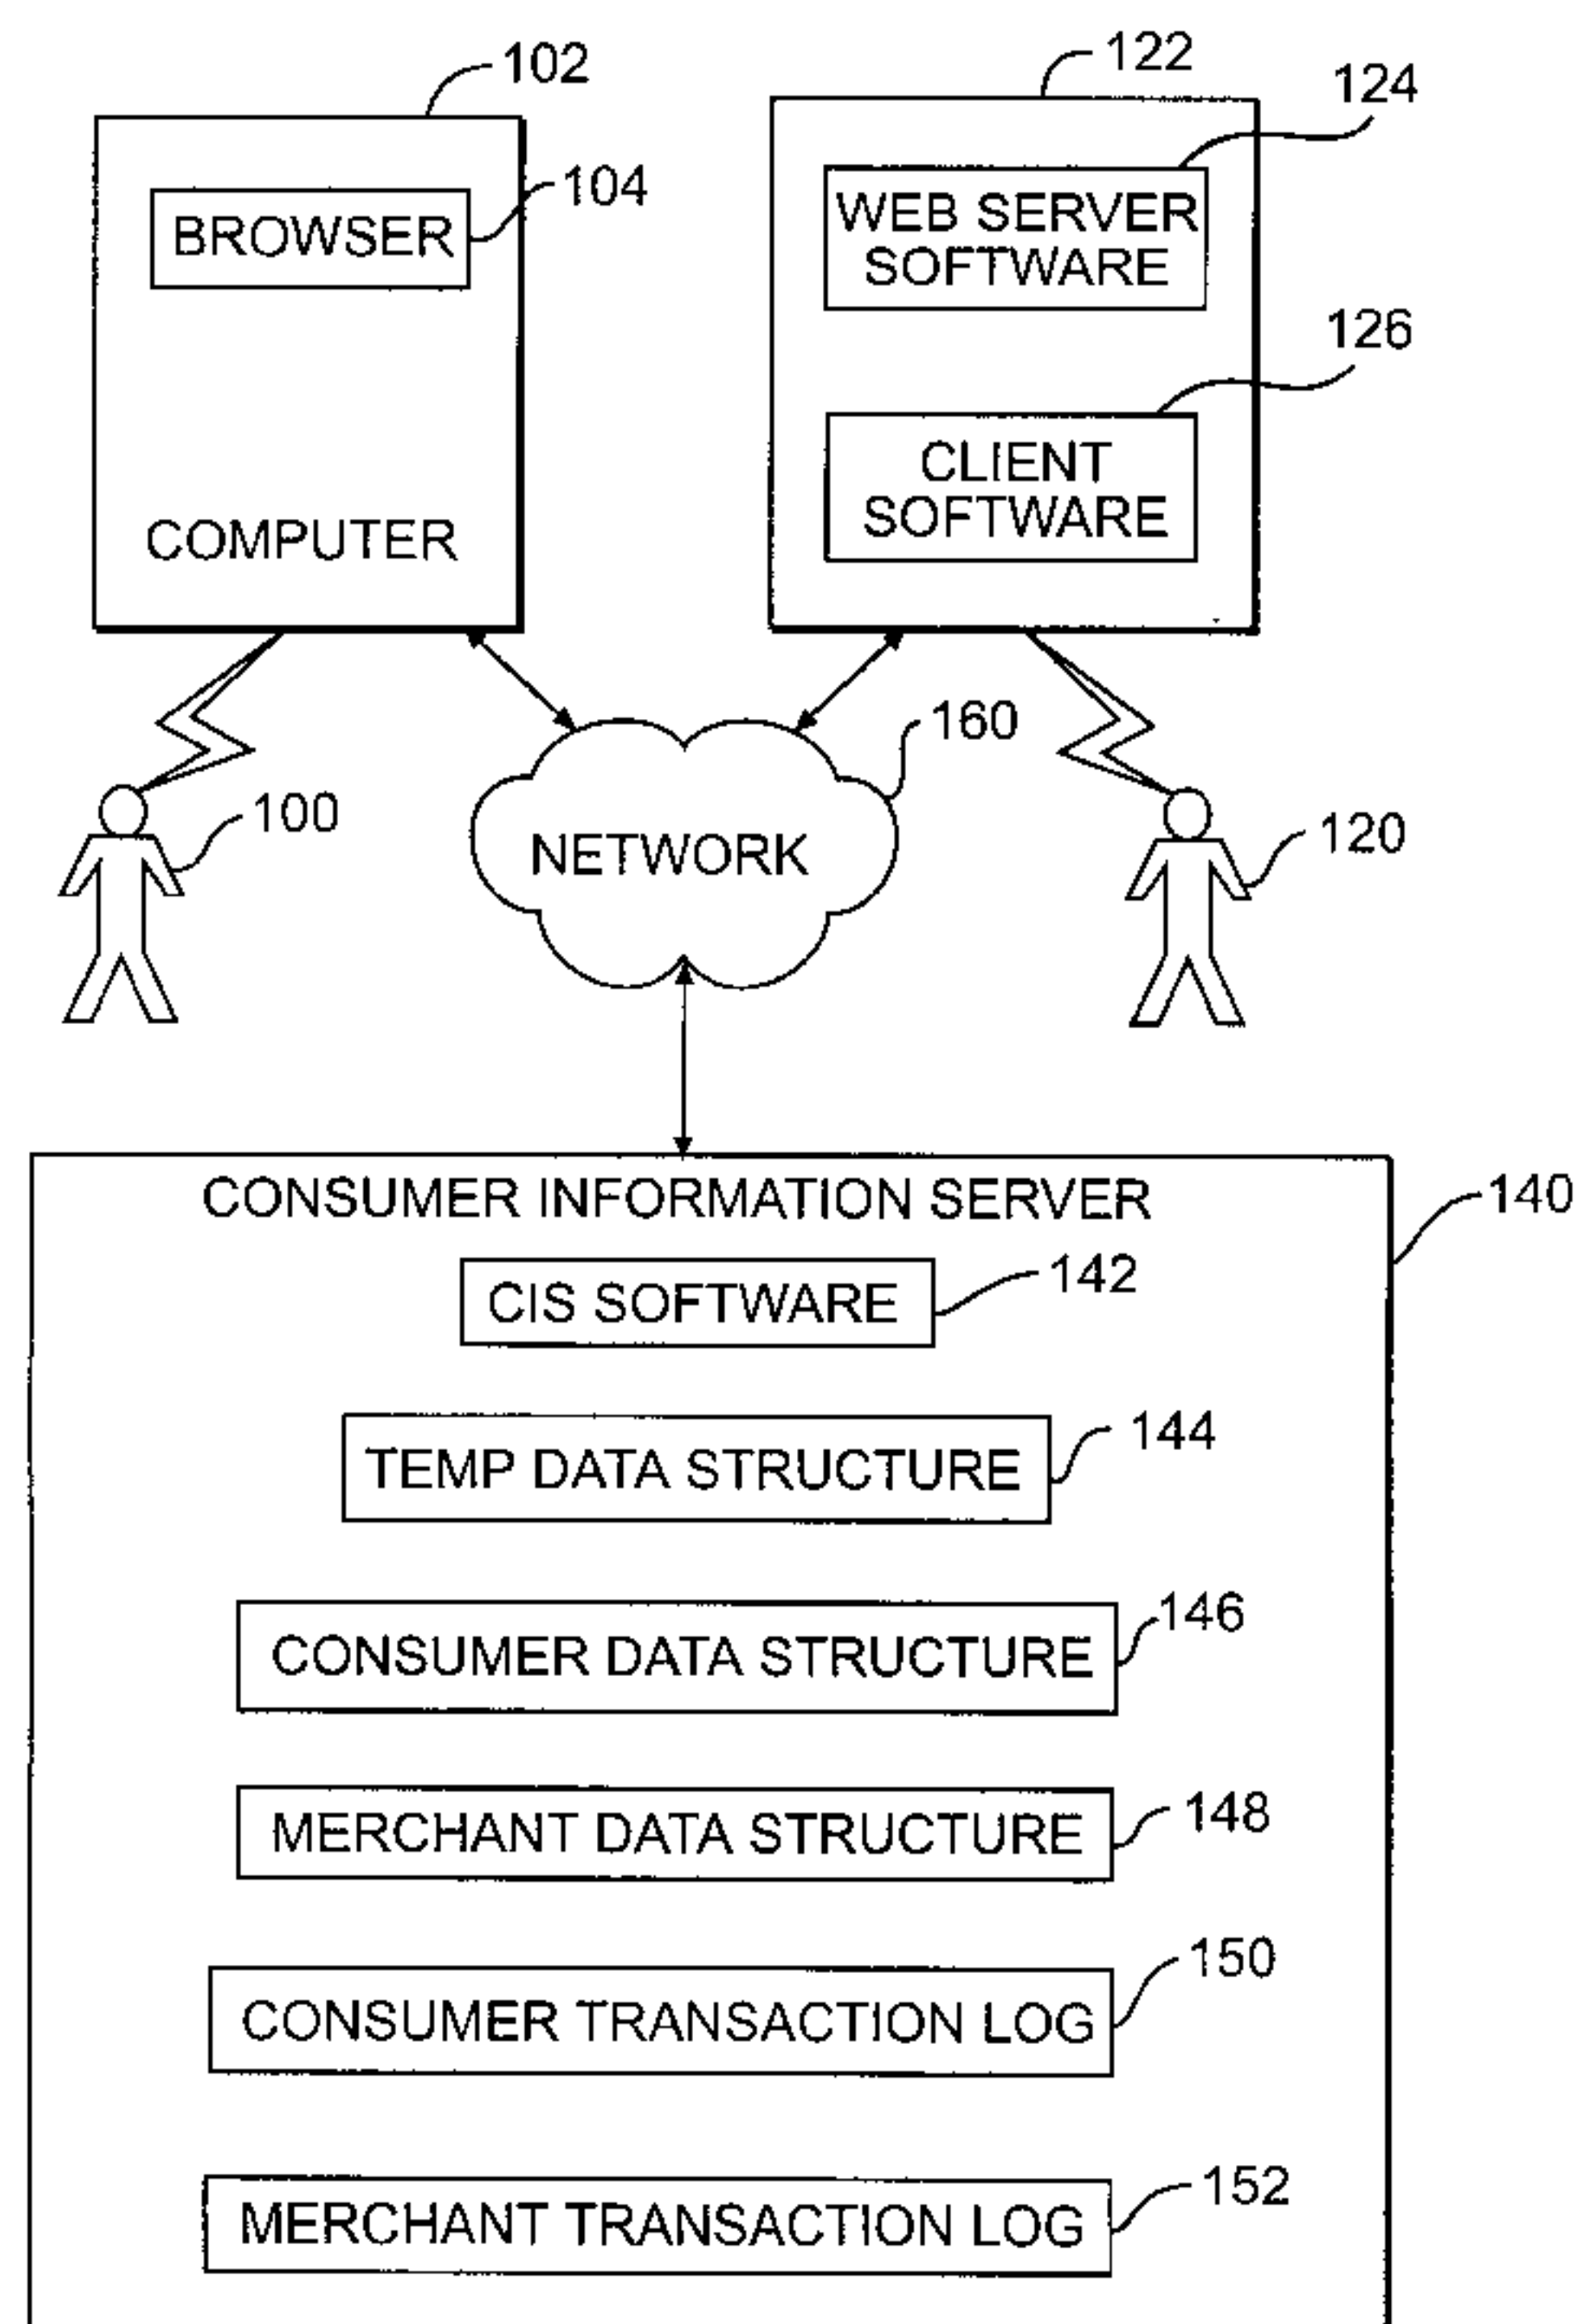 102
122
124
BROWSER
104
WEB SERVER
SOFTWARE
126
CLIENT
SOFTWARE
COMPUTER
160
100
NETWORK
120
CONSUMER INFORMATION SERVER
140
CIS SOFTWARE
142
TEMP DATA STRUCTURE
144
CONSUMER DATA STRUCTURE
146
MERCHANT DATA STRUCTURE
148
CONSUMER TRANSACTION LOG
150
MERCHANT TRANSACTION LOG
152